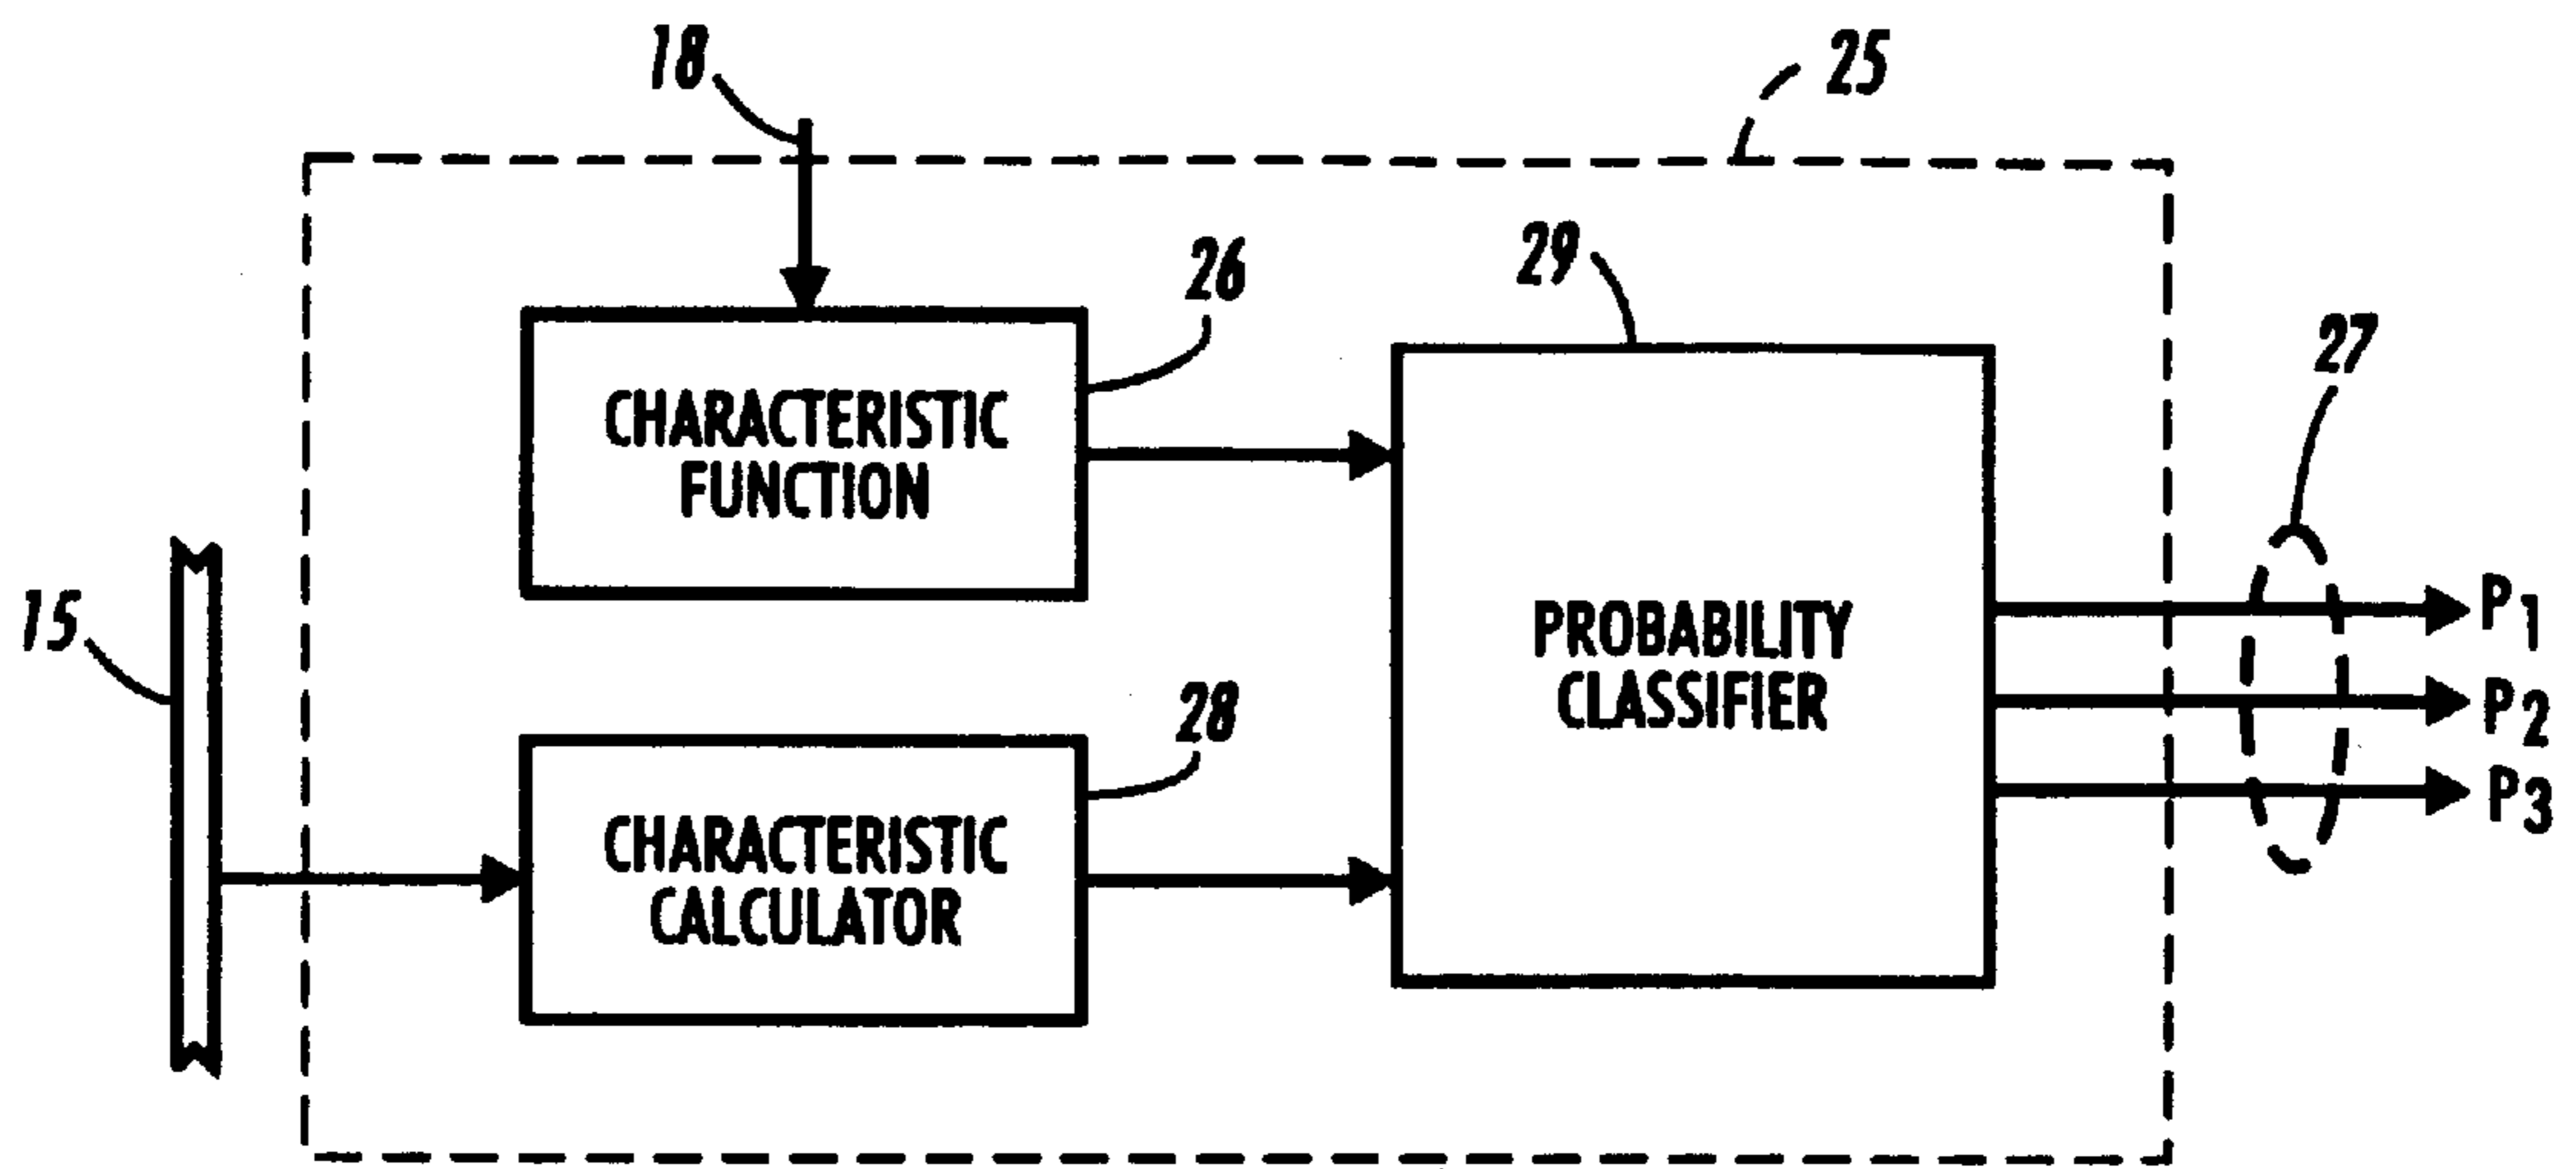 18
25
26
29
27
CHARACTERISTIC
FUNCTION
15
PROBABILITY
CLASSIFIER
P1
P2
P3
28
CHARACTERISTIC
CALCULATOR